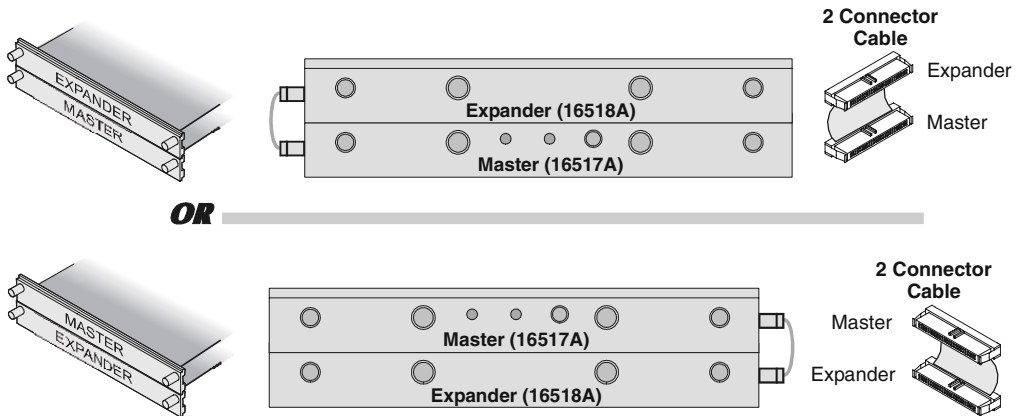 2 Connector
Cable
EXPANDER
MASTER
Expander (16518A)
Master (16517A)
Expander
Master
OR
2 Connector
Cable
MASTER
EXPANDER
Master (16517A)
Expander (16518A)
Master
Expander